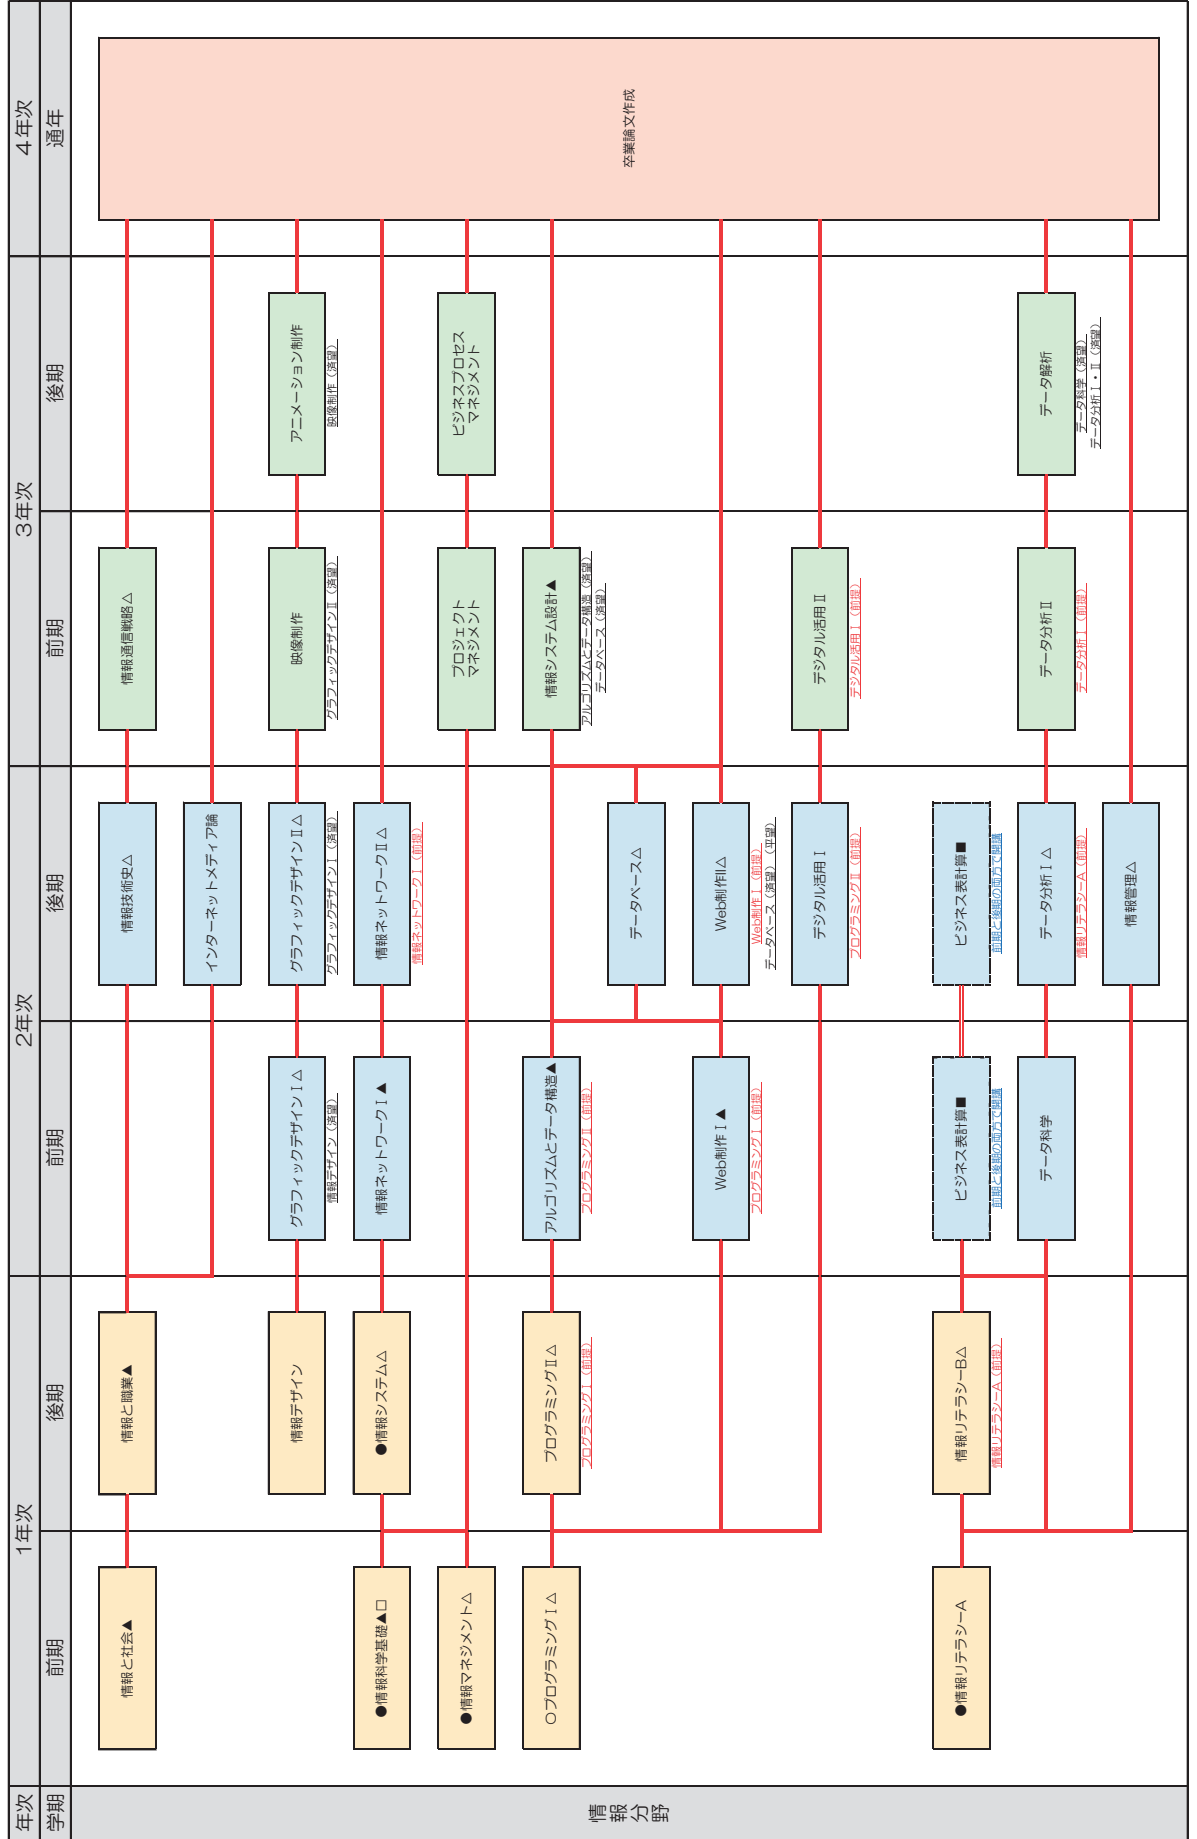 年次
1年次
2年次
3年次
4年次
学期
前期
後期
前期
後期
前期
後期
通年
情報分野
情報と社会▲
情報と職業▲
情報技術史△
情報通信戦略△
インターネットメディア論
情報デザイン
グラフィックデザインⅠ△
情報デザイン（済望）
グラフィックデザインⅡ△
グラフィックデザインⅠ（済望）
映像制作
グラフィックデザインⅡ（済望）
アニメーション制作
映像制作（済望）
●情報科学基礎▲□
●情報システム△
情報ネットワークⅠ▲
情報ネットワークⅡ△
情報ネットワークⅠ（前提）
●情報マネジメント△
プロジェクト
マネジメント
ビジネスプロセス
マネジメント
○プログラミングⅠ△
プログラミングⅡ△
プログラミングⅠ（前提）
アルゴリズムとデータ構造▲
プログラミングⅡ（前提）
情報システム設計▲
アルゴリズムとデータ構造（済望）
データベース（済望）
データベース△
Web制作Ⅰ▲
プログラミングⅠ（前提）
Web制作Ⅱ△
Web制作Ⅰ（前提）
データベース（済望）（平望）
デジタル活用Ⅰ
プログラミングⅡ（前提）
デジタル活用Ⅱ
デジタル活用Ⅰ（前提）
●情報リテラシーA
情報リテラシーB△
情報リテラシーA（前提）
ビジネス表計算■
前期と後期の両方で開講
ビジネス表計算■
前期と後期の両方で開講
データ科学
データ分析Ⅰ△
情報リテラシーA（前提）
データ分析Ⅱ
データ分析Ⅰ（前提）
データ解析
データ科学（済望）
データ分析Ⅰ・Ⅱ（済望）
情報管理△
卒業論文作成